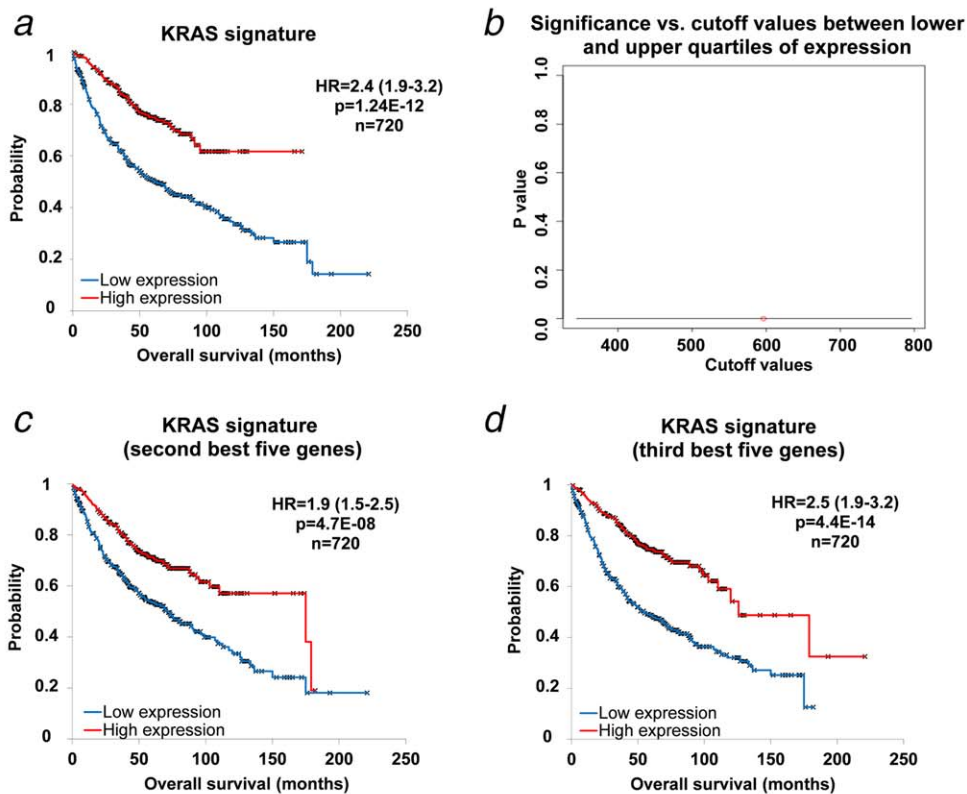 a
KRAS signature
HR=2.4 (1.9-3.2)
p=1.24E-12
n=720
1
0.8
0.6
0.4
0.2
0
Probability
Low expression
High expression
0 50 100 150 200 250
Overall survival (months)
b
Significance vs. cutoff values between lower
and upper quartiles of expression
1.0
0.8
0.6
0.4
0.2
0.0
P value
400 500 600 700 800
Cutoff values
c
KRAS signature
(second best five genes)
HR=1.9 (1.5-2.5)
p=4.7E-08
n=720
1
0.8
0.6
0.4
0.2
0
Probability
Low expression
High expression
0 50 100 150 200 250
Overall survival (months)
d
KRAS signature
(third best five genes)
HR=2.5 (1.9-3.2)
p=4.4E-14
n=720
1
0.8
0.6
0.4
0.2
0
Probability
Low expression
High expression
0 50 100 150 200 250
Overall survival (months)